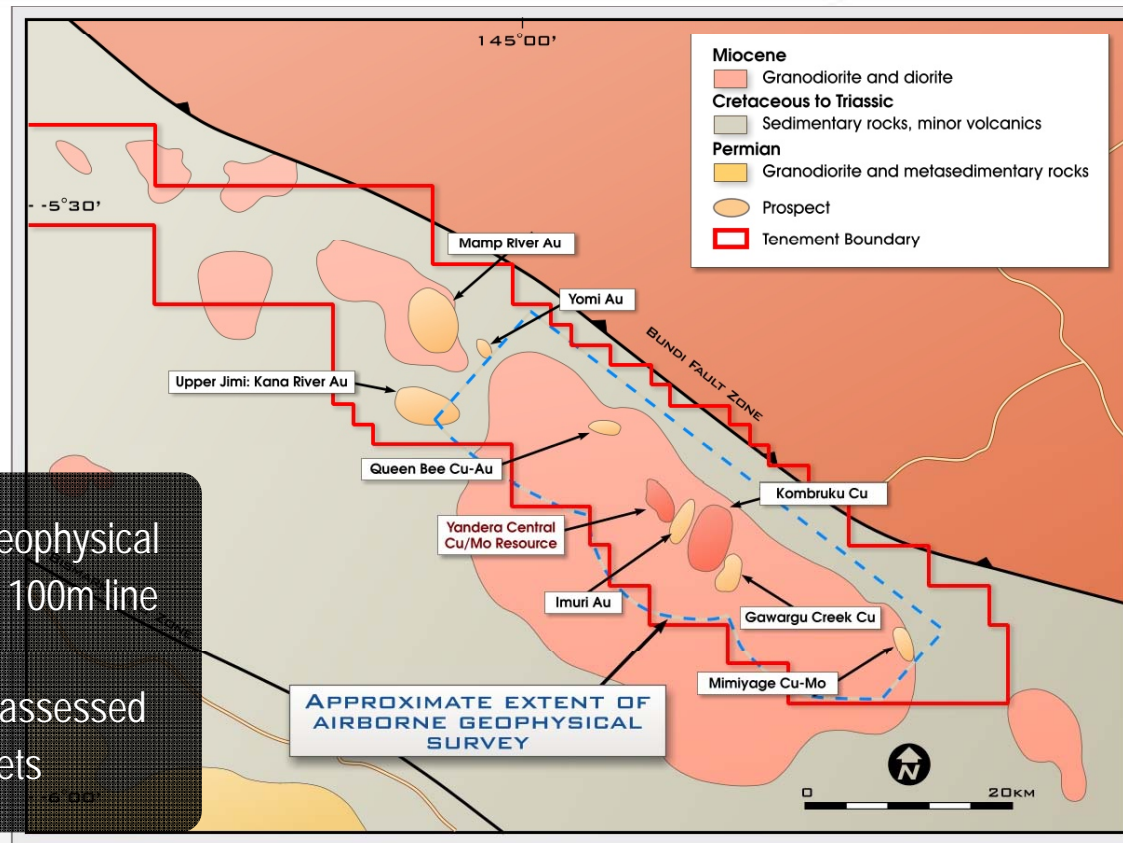 145°00'
Miocene
Granodiorite and diorite
Cretaceous to Triassic
Sedimentary rocks, minor volcanics
Permian
Granodiorite and metasedimentary rocks
Prospect
Tenement Boundary
-5°30'
Mamp River Au
Yomi Au
BUNDI FAULT ZONE
Upper Jimi: Kana River Au
Queen Bee Cu-Au
Kombruku Cu
Yandera Central
Cu/Mo Resource
Imuri Au
Gawargu Creek Cu
Mimiyage Cu-Mo
eophysical
100m line
assessed
ets
ZONE
APPROXIMATE EXTENT OF
AIRBORNE GEOPHYSICAL
SURVEY
-6°00'
N
0 20KM